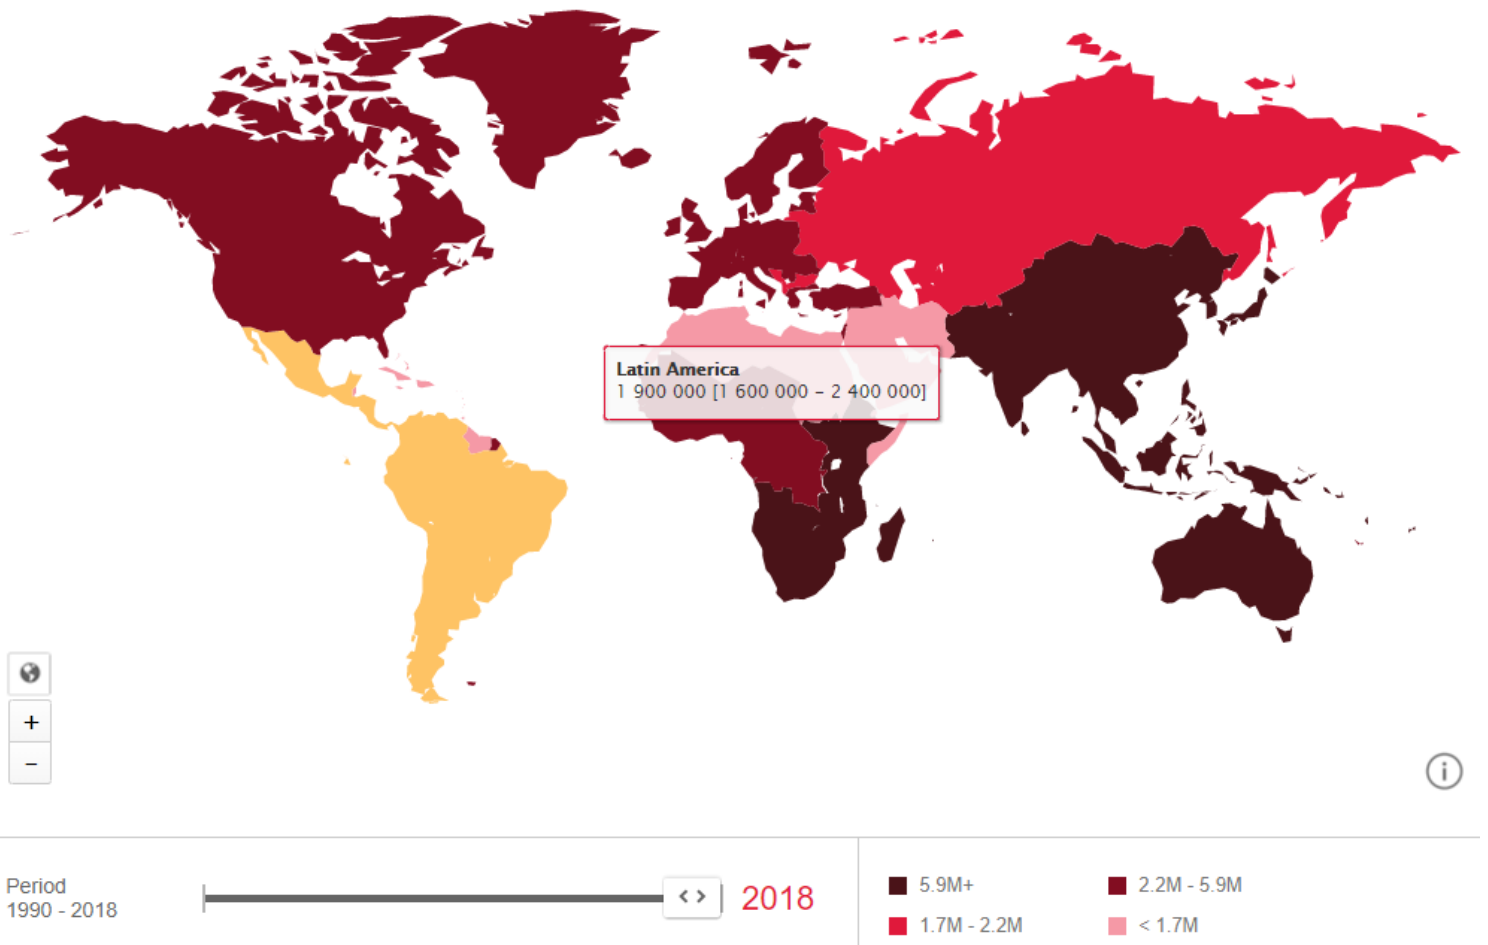 Latin America
1 900 000 [1 600 000 – 2 400 000]
+
−
i
Period
1990 - 2018
< >
2018
5.9M+
2.2M - 5.9M
1.7M - 2.2M
< 1.7M